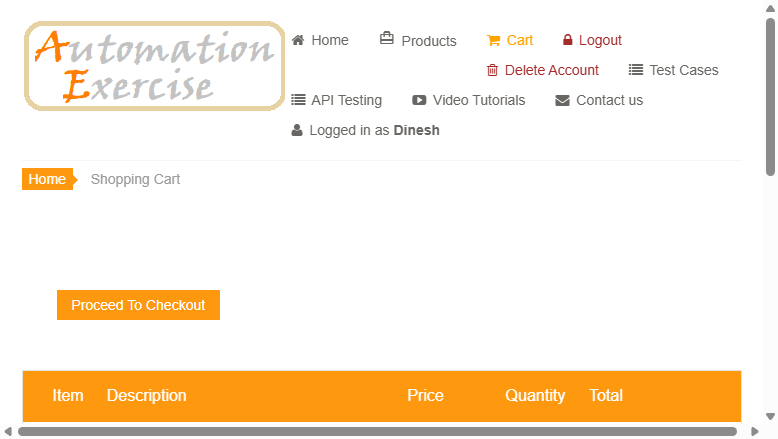 Automation
Exercise
Home Products Cart Logout
Delete Account Test Cases
API Testing Video Tutorials Contact us
Logged in as Dinesh
Home Shopping Cart
Proceed To Checkout
Item Description Price Quantity Total